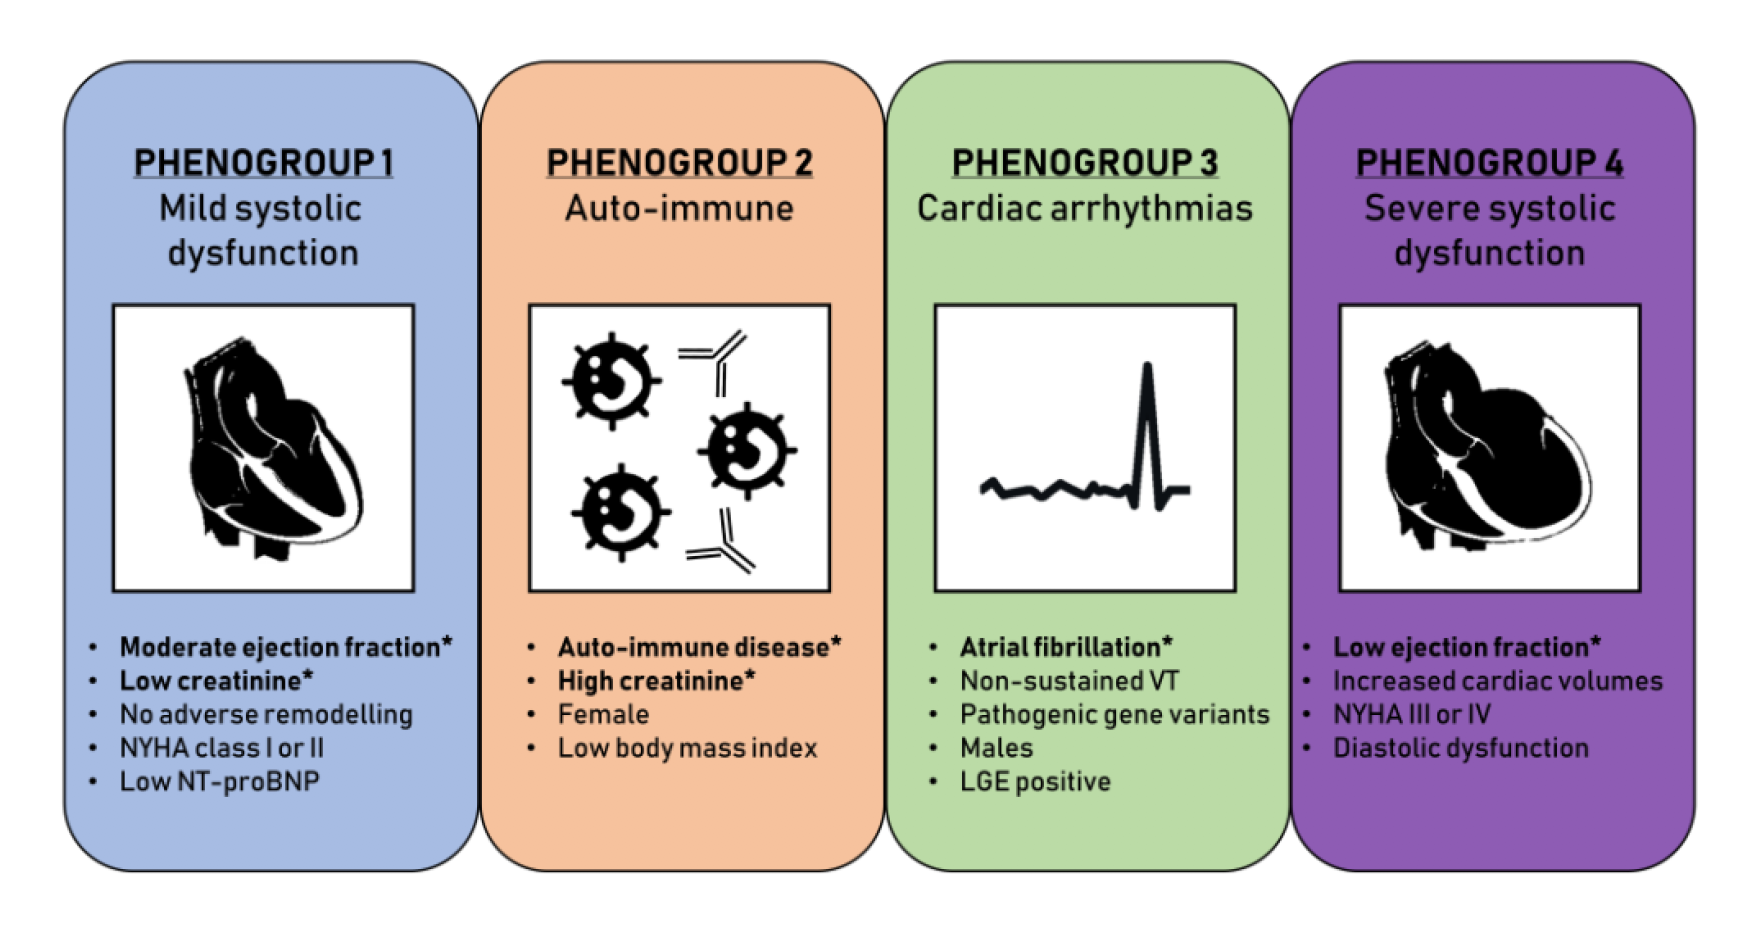 PHENOGROUP 1
Mild systolic
dysfunction
• Moderate ejection fraction*
• Low creatinine*
• No adverse remodelling
• NYHA class I or II
• Low NT-proBNP
PHENOGROUP 2
Auto-immune
• Auto-immune disease*
• High creatinine*
• Female
• Low body mass index
PHENOGROUP 3
Cardiac arrhythmias
• Atrial fibrillation*
• Non-sustained VT
• Pathogenic gene variants
• Males
• LGE positive
PHENOGROUP 4
Severe systolic
dysfunction
• Low ejection fraction*
• Increased cardiac volumes
• NYHA III or IV
• Diastolic dysfunction